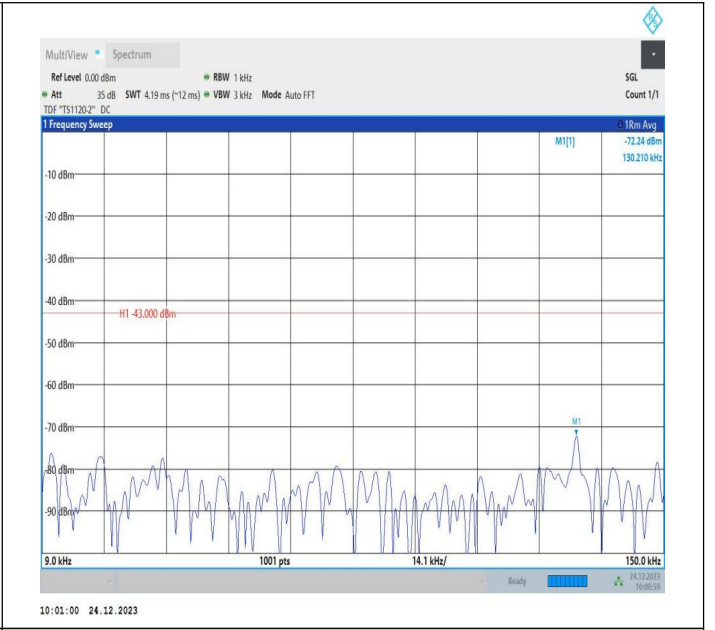 R&S
MultiView Spectrum
Ref Level 0.00 dBm RBW 1 kHz SGL
Att 35 dB SWT 4.19 ms (~12 ms) VBW 3 kHz Mode Auto FFT Count 1/1
TDF "TS1120-2" DC
1 Frequency Sweep 1Rm Avg
M1[1] -72.24 dBm
130.210 kHz
-10 dBm
-20 dBm
-30 dBm
-40 dBm
H1 -43.000 dBm
-50 dBm
-60 dBm
-70 dBm
M1
-80 dBm
-90 dBm
9.0 kHz 1001 pts 14.1 kHz/ 150.0 kHz
Ready 24.12.2023
10:00:59
10:01:00 24.12.2023